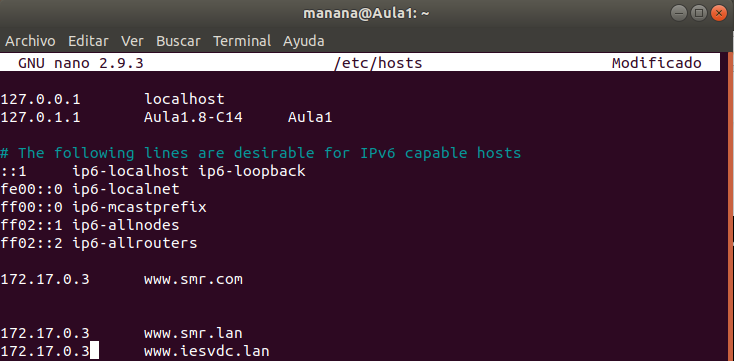 manana@Aula1: ~
Archivo Editar Ver Buscar Terminal Ayuda
GNU nano 2.9.3 /etc/hosts Modificado
127.0.0.1 localhost
127.0.1.1 Aula1.8-C14 Aula1
# The following lines are desirable for IPv6 capable hosts
::1 ip6-localhost ip6-loopback
fe00::0 ip6-localnet
ff00::0 ip6-mcastprefix
ff02::1 ip6-allnodes
ff02::2 ip6-allrouters
172.17.0.3 www.smr.com
172.17.0.3 www.smr.lan
172.17.0.3 www.iesvdc.lan